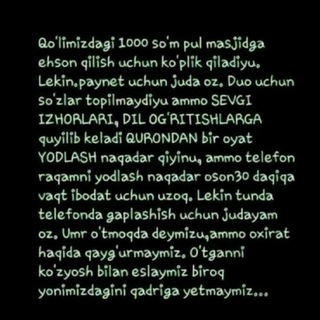 Qo'limizdagi 1000 so'm pul masjidga
ehson qilish uchun ko'plik qiladiyu.
Lekin.paynet uchun juda oz. Duo uchun
so'zlar topilmaydiyu ammo SEVGI
IZHORLARI, DIL OG'RITISHLARGA
quyilib keladi QURONDAN bir oyat
YODLASH naqadar qiyinu, ammo telefon
raqamni yodlash naqadar oson30 daqiqa
vaqt ibodat uchun uzoq. Lekin tunda
telefonda gaplashish uchun judayam
oz. Umr o'tmoqda deymizu,ammo oxirat
haqida qayg'urmaymiz. O'tganni
ko'zyosh bilan eslaymiz biroq
yonimizdagini qadriga yetmaymiz...